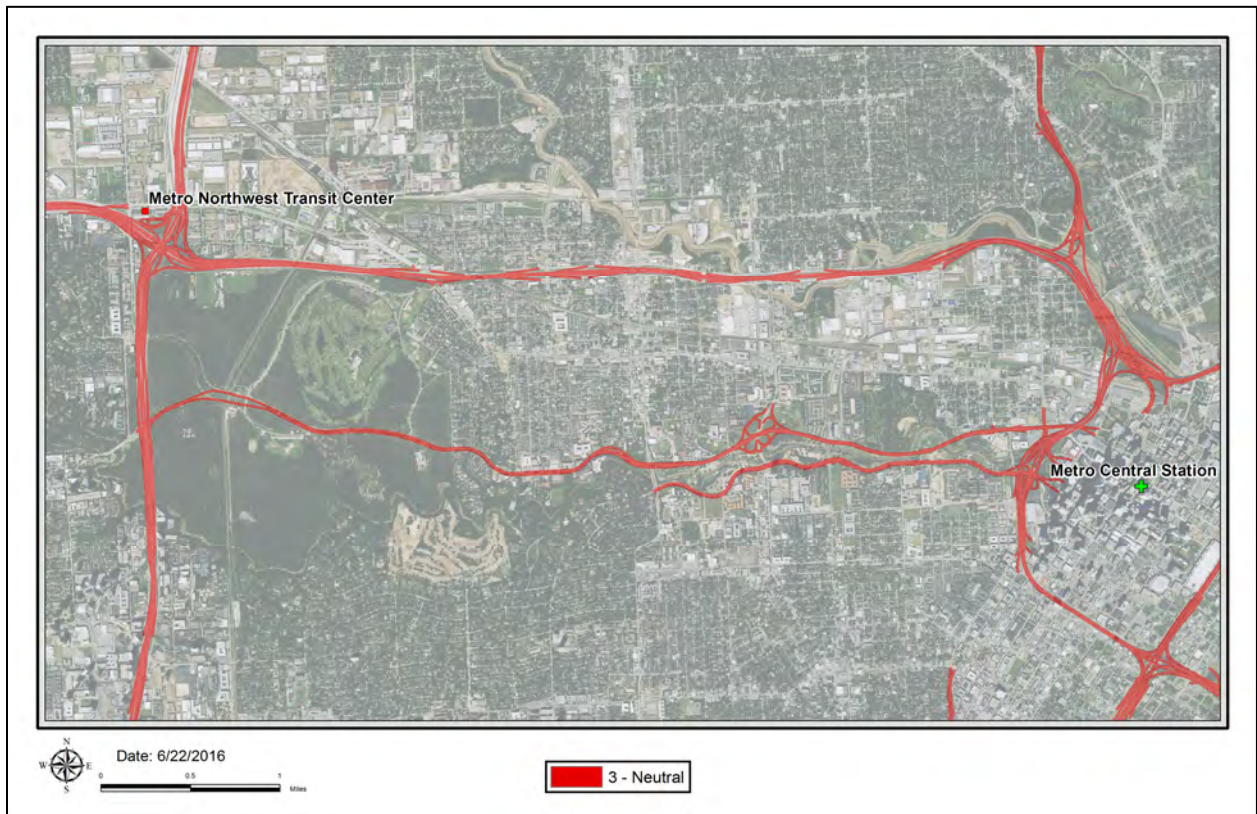 Metro Northwest Transit Center
Metro Central Station
N
W
E
S
Date: 6/22/2016
0
0.5
1
Miles
3 - Neutral